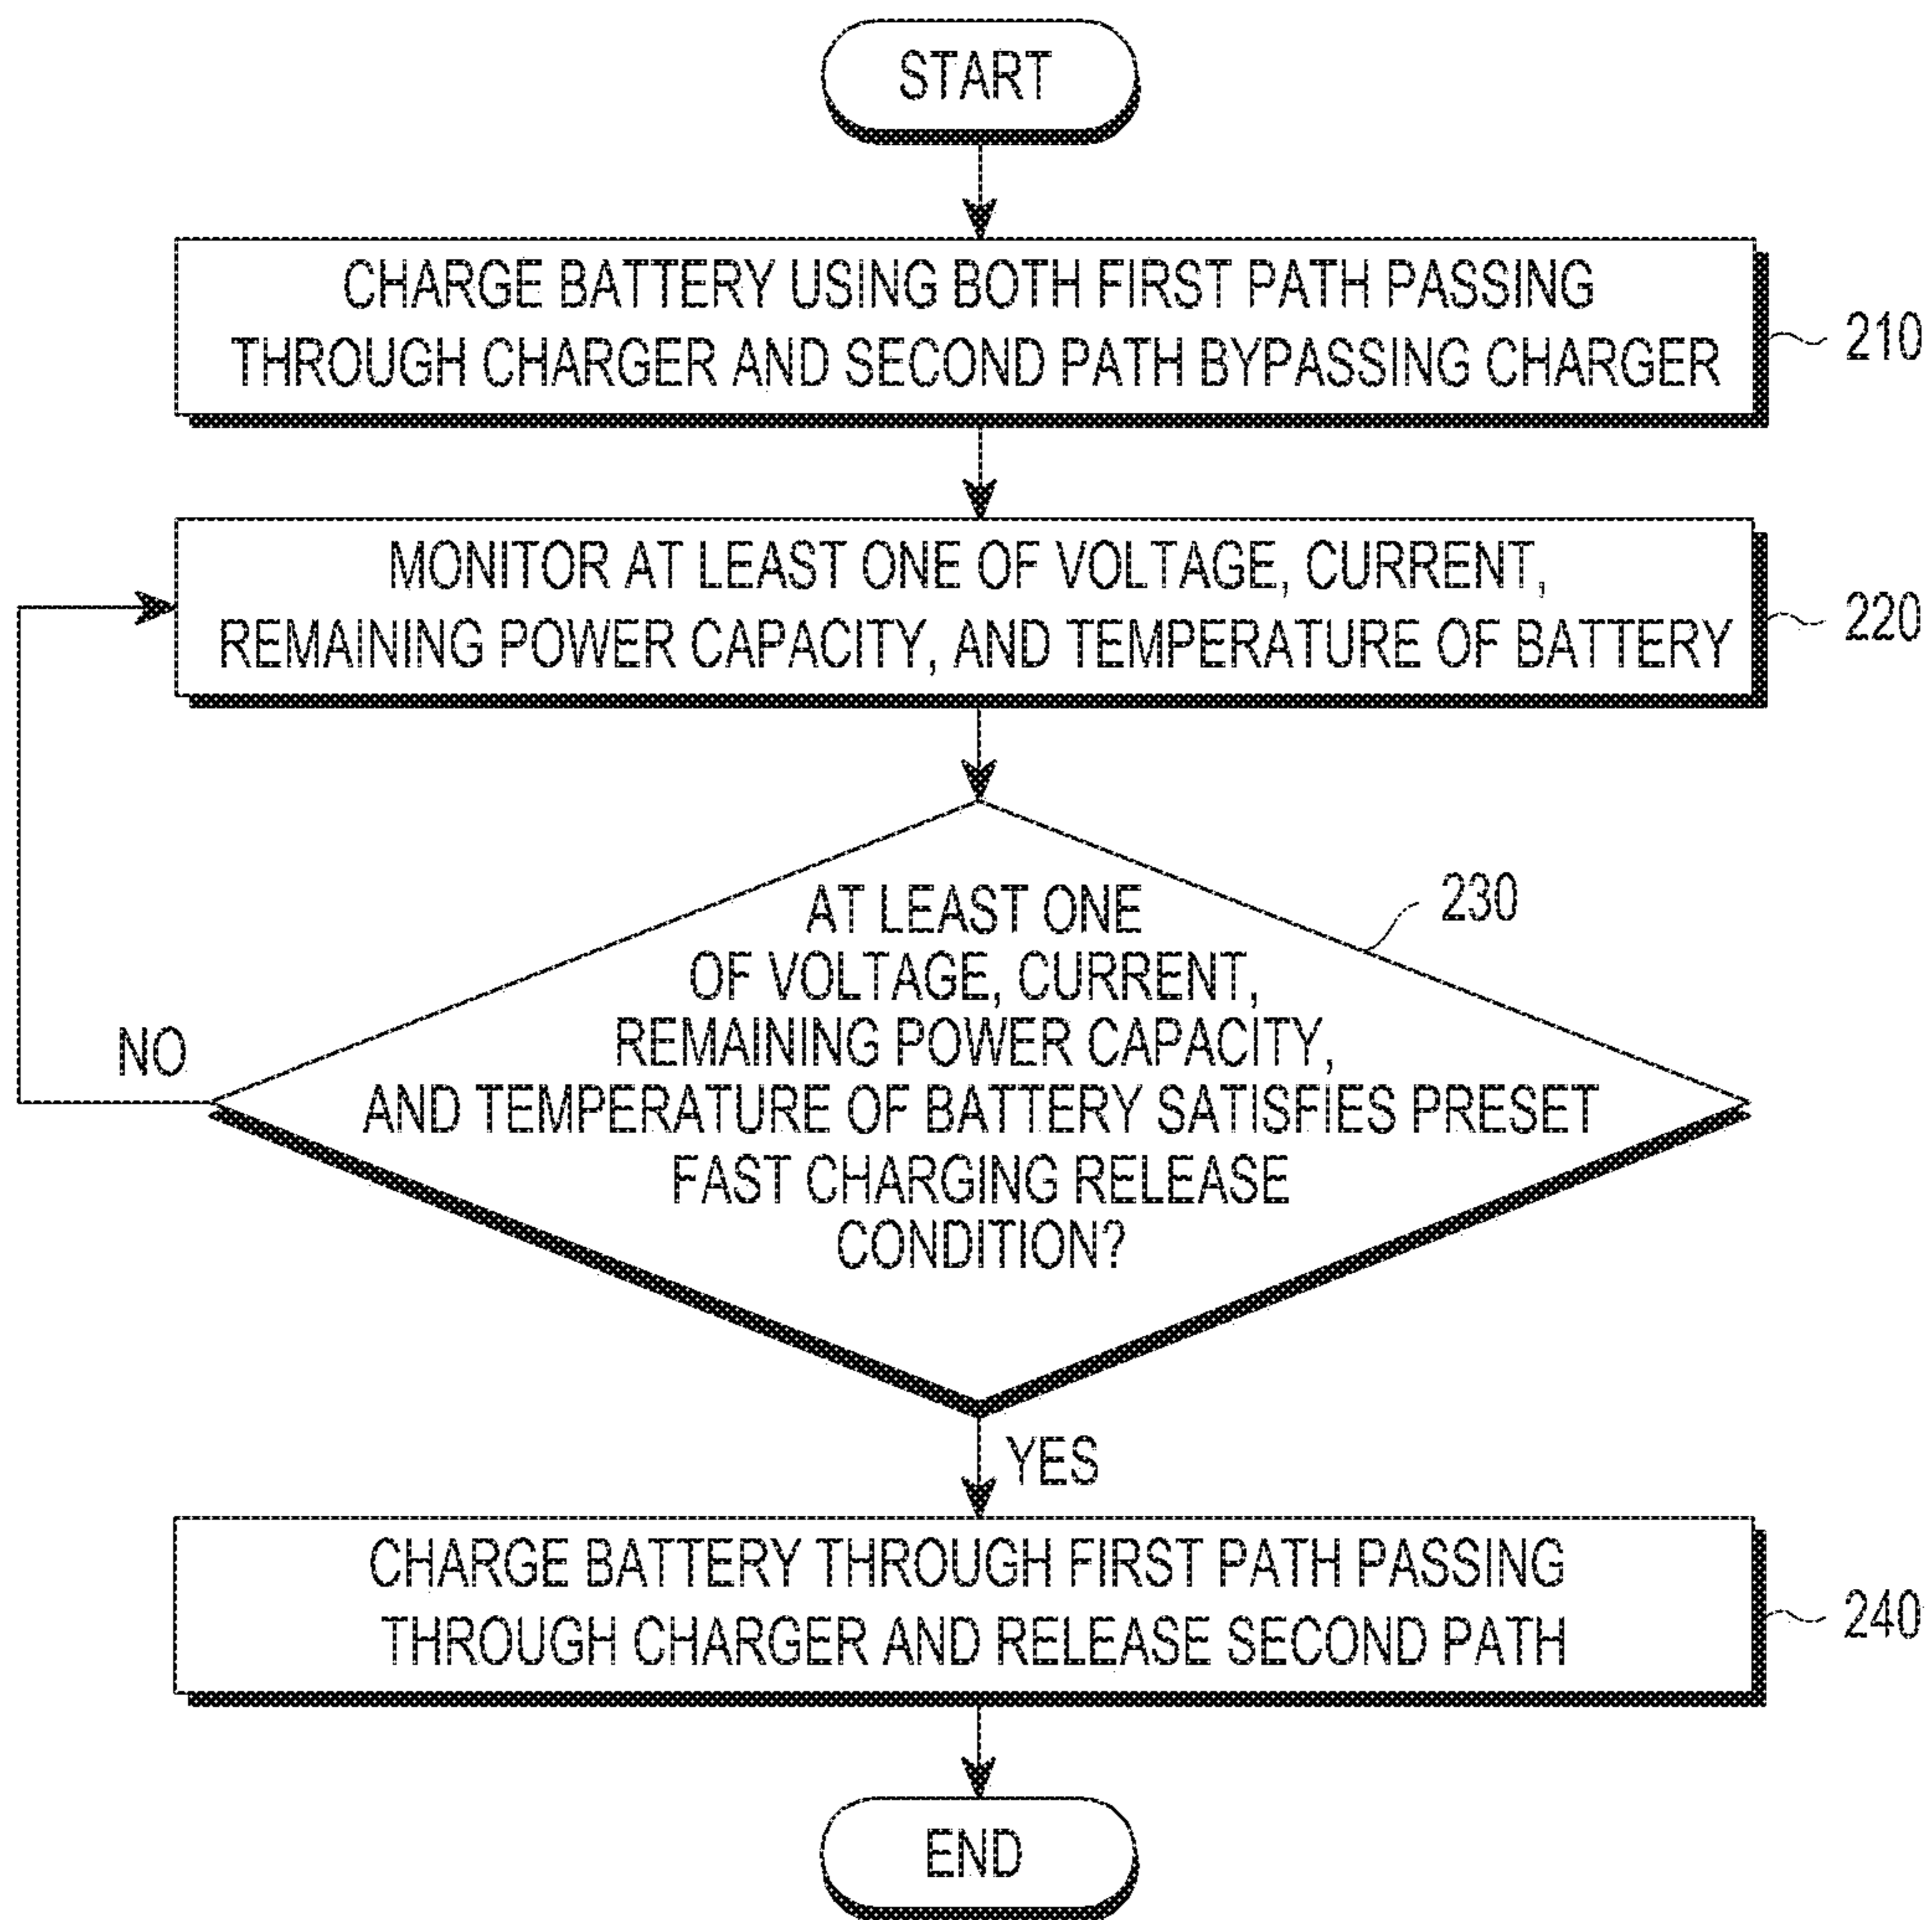 START
CHARGE BATTERY USING BOTH FIRST PATH PASSING
THROUGH CHARGER AND SECOND PATH BYPASSING CHARGER
210
MONITOR AT LEAST ONE OF VOLTAGE, CURRENT,
REMAINING POWER CAPACITY, AND TEMPERATURE OF BATTERY
220
AT LEAST ONE
OF VOLTAGE, CURRENT,
REMAINING POWER CAPACITY,
AND TEMPERATURE OF BATTERY SATISFIES PRESET
FAST CHARGING RELEASE
CONDITION?
230
NO
YES
CHARGE BATTERY THROUGH FIRST PATH PASSING
THROUGH CHARGER AND RELEASE SECOND PATH
240
END